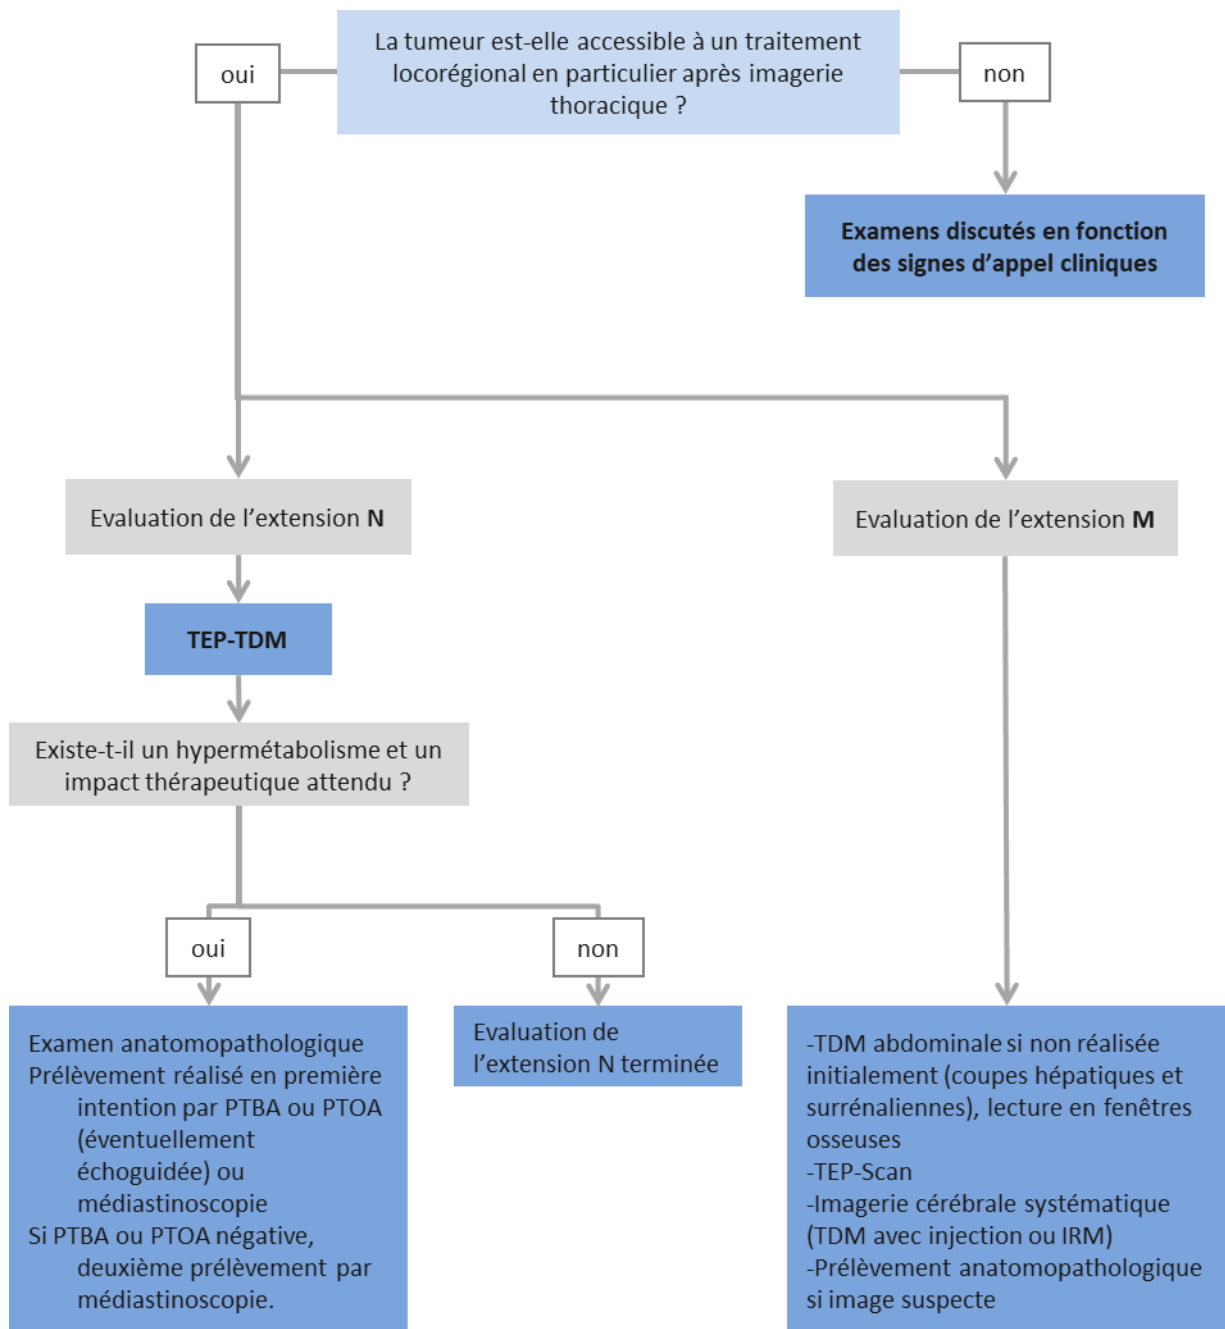 La tumeur est-elle accessible à un traitement
locorégional en particulier après imagerie
thoracique ?
oui
non
Examens discutés en fonction
des signes d'appel cliniques
Evaluation de l'extension N
Evaluation de l'extension M
TEP-TDM
Existe-t-il un hypermétabolisme et un
impact thérapeutique attendu ?
oui
non
Examen anatomopathologique
Prélèvement réalisé en première
intention par PTBA ou PTOA
(éventuellement
échoguidée) ou
médiastinoscopie
Si PTBA ou PTOA négative,
deuxième prélèvement par
médiastinoscopie.
Evaluation de
l'extension N terminée
-TDM abdominale si non réalisée
initialement (coupes hépatiques et
surrénaliennes), lecture en fenêtres
osseuses
-TEP-Scan
-Imagerie cérébrale systématique
(TDM avec injection ou IRM)
-Prélèvement anatomopathologique
si image suspecte